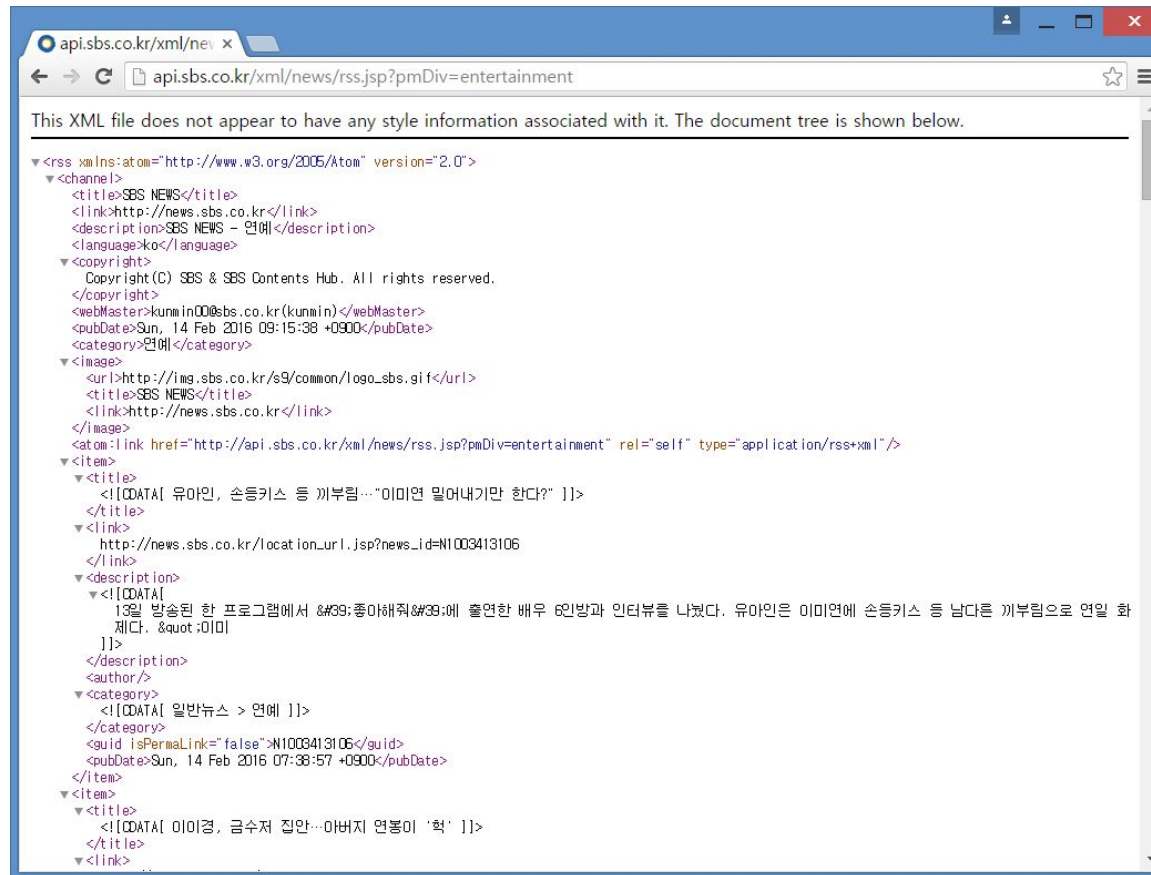 api.sbs.co.kr/xml/nev
api.sbs.co.kr/xml/news/rss.jsp?pmDiv=entertainment
This XML file does not appear to have any style information associated with it. The document tree is shown below.
▼<rss xmlns:atom="http://www.w3.org/2005/Atom" version="2.0">
▼<channel>
<title>SBS NEWS</title>
<link>http://news.sbs.co.kr</link>
<description>SBS NEWS - 연예</description>
<language>ko</language>
▼<copyright>
Copyright(C) SBS & SBS Contents Hub. All rights reserved.
</copyright>
<webMaster>kunmin00@sbs.co.kr(kunmin)</webMaster>
<pubDate>Sun, 14 Feb 2016 09:15:38 +0900</pubDate>
<category>연예</category>
▼<image>
<url>http://img.sbs.co.kr/s9/common/logo_sbs.gif</url>
<title>SBS NEWS</title>
<link>http://news.sbs.co.kr</link>
</image>
<atom:link href="http://api.sbs.co.kr/xml/news/rss.jsp?pmDiv=entertainment" rel="self" type="application/rss+xml"/>
▼<item>
▼<title>
<![CDATA[ 유아인, 손등키스 등 끼부림…"이미연 밀어내기만 한다?" ]]>
</title>
▼<link>
http://news.sbs.co.kr/location_url.jsp?news_id=N1003413106
</link>
▼<description>
▼<![CDATA[
13일 방송된 한 프로그램에서 &#39;좋아해줘&#39;에 출연한 배우 6인방과 인터뷰를 나눴다. 유아인은 이미연에 손등키스 등 남다른 끼부림으로 연일 화
제다. &quot;이미
]]>
</description>
<author/>
▼<category>
<![CDATA[ 일반뉴스 > 연예 ]]>
</category>
<guid isPermaLink="false">N1003413106</guid>
<pubDate>Sun, 14 Feb 2016 07:38:57 +0900</pubDate>
</item>
▼<item>
▼<title>
<![CDATA[ 이이경, 금수저 집안…아버지 연봉이 '헉' ]]>
</title>
▼<link>